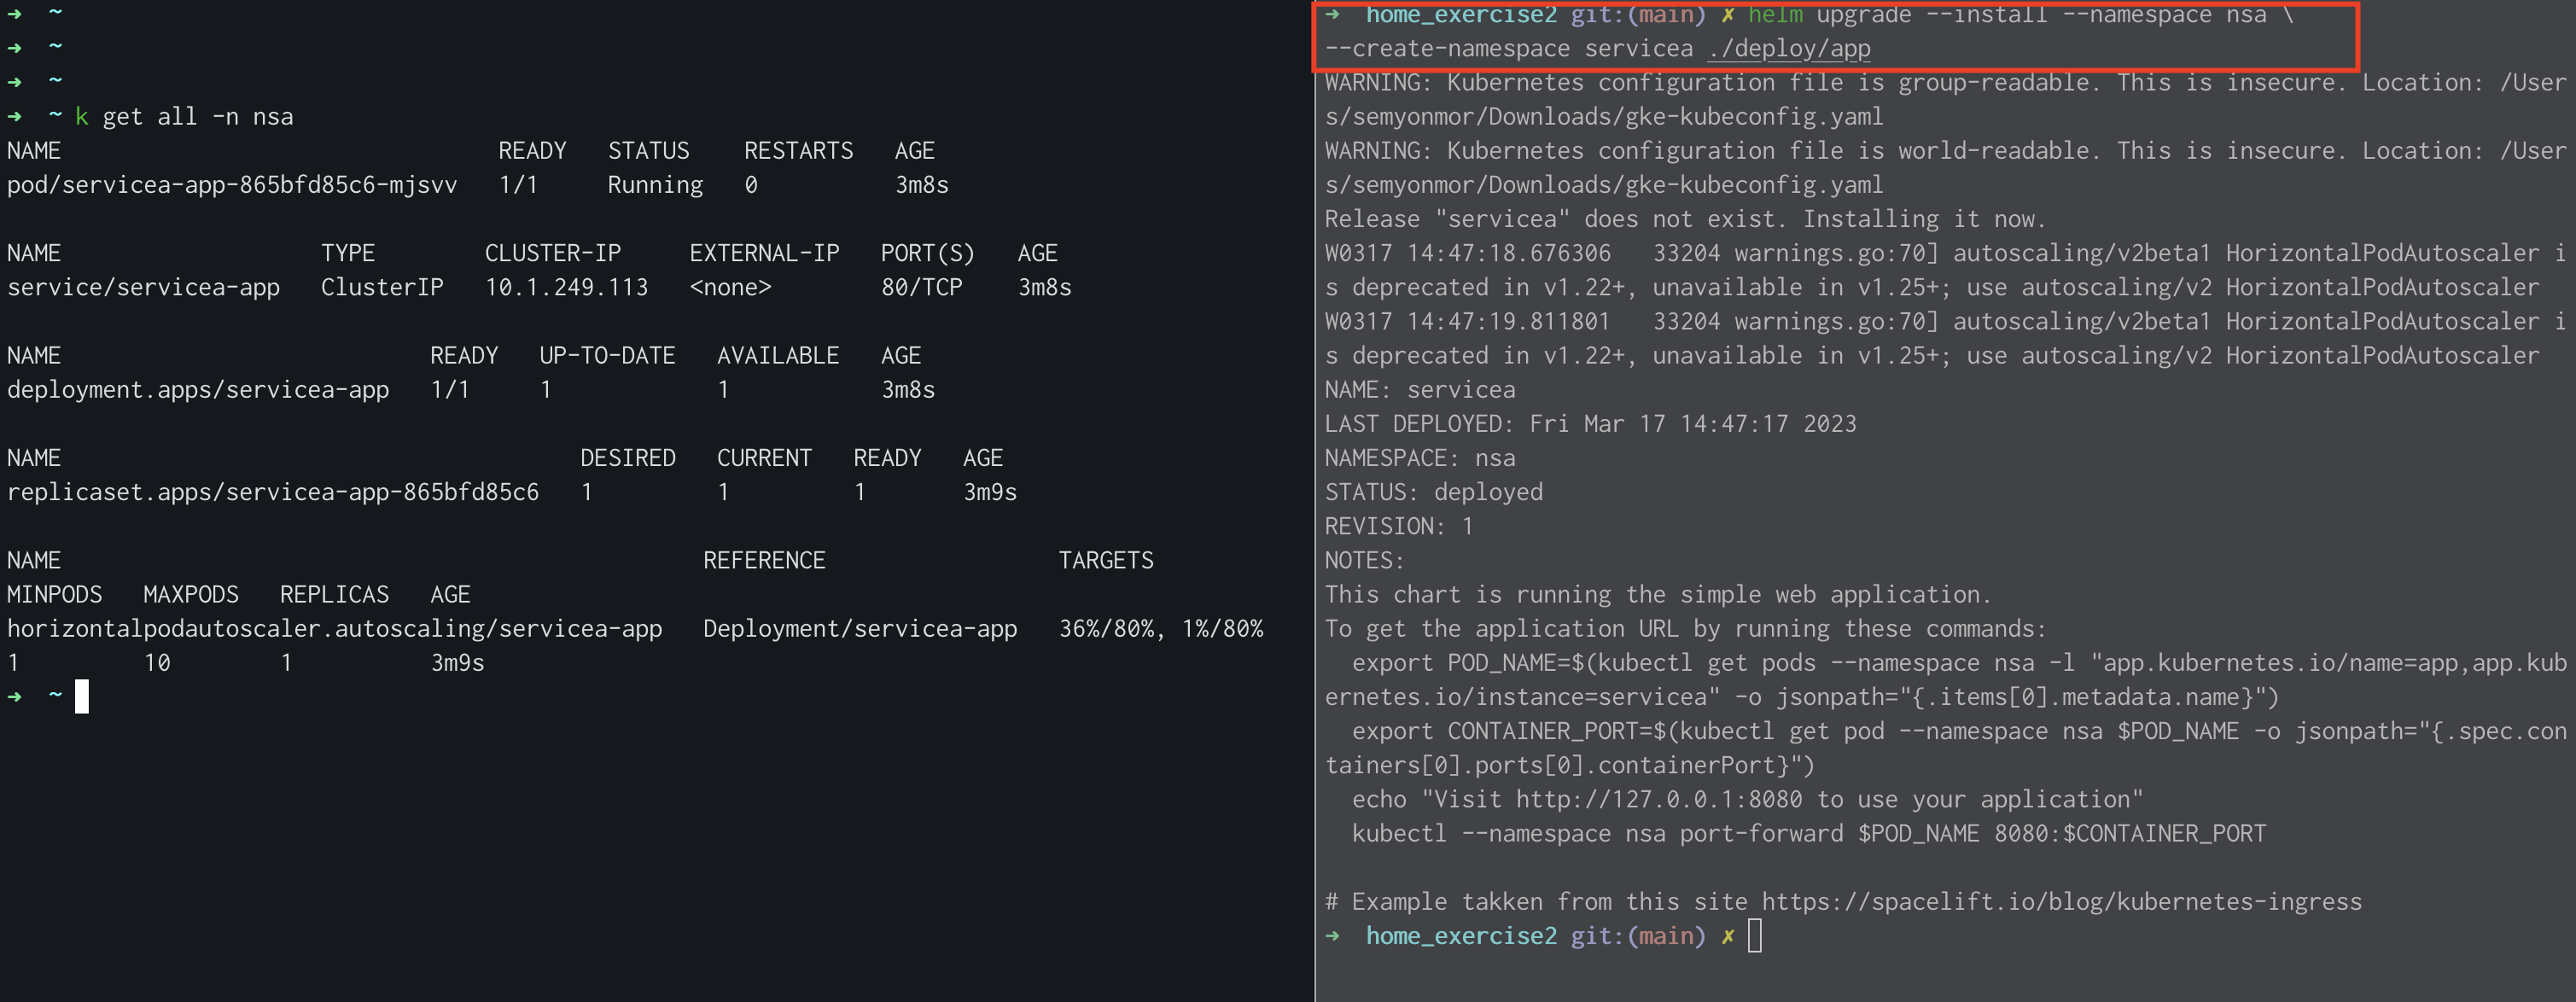 ➜  ~
➜  ~
➜  ~
➜  ~ k get all -n nsa
NAME                                READY   STATUS    RESTARTS   AGE
pod/servicea-app-865bfd85c6-mjsvv   1/1     Running   0          3m8s

NAME                   TYPE        CLUSTER-IP     EXTERNAL-IP   PORT(S)   AGE
service/servicea-app   ClusterIP   10.1.249.113   <none>        80/TCP    3m8s

NAME                           READY   UP-TO-DATE   AVAILABLE   AGE
deployment.apps/servicea-app   1/1     1            1           3m8s

NAME                                      DESIRED   CURRENT   READY   AGE
replicaset.apps/servicea-app-865bfd85c6   1         1         1       3m9s

NAME                                               REFERENCE                 TARGETS
MINPODS   MAXPODS   REPLICAS   AGE
horizontalpodautoscaler.autoscaling/servicea-app   Deployment/servicea-app   36%/80%, 1%/80%
1         10        1          3m9s
➜  ~
➜  home_exercise2 git:(main) ✗ helm upgrade --install --namespace nsa \
--create-namespace servicea ./deploy/app
WARNING: Kubernetes configuration file is group-readable. This is insecure. Location: /User
s/semyonmor/Downloads/gke-kubeconfig.yaml
WARNING: Kubernetes configuration file is world-readable. This is insecure. Location: /User
s/semyonmor/Downloads/gke-kubeconfig.yaml
Release "servicea" does not exist. Installing it now.
W0317 14:47:18.676306   33204 warnings.go:70] autoscaling/v2beta1 HorizontalPodAutoscaler i
s deprecated in v1.22+, unavailable in v1.25+; use autoscaling/v2 HorizontalPodAutoscaler
W0317 14:47:19.811801   33204 warnings.go:70] autoscaling/v2beta1 HorizontalPodAutoscaler i
s deprecated in v1.22+, unavailable in v1.25+; use autoscaling/v2 HorizontalPodAutoscaler
NAME: servicea
LAST DEPLOYED: Fri Mar 17 14:47:17 2023
NAMESPACE: nsa
STATUS: deployed
REVISION: 1
NOTES:
This chart is running the simple web application.
To get the application URL by running these commands:
  export POD_NAME=$(kubectl get pods --namespace nsa -l "app.kubernetes.io/name=app,app.kub
ernetes.io/instance=servicea" -o jsonpath="{.items[0].metadata.name}")
  export CONTAINER_PORT=$(kubectl get pod --namespace nsa $POD_NAME -o jsonpath="{.spec.con
tainers[0].ports[0].containerPort}")
  echo "Visit http://127.0.0.1:8080 to use your application"
  kubectl --namespace nsa port-forward $POD_NAME 8080:$CONTAINER_PORT

# Example takken from this site https://spacelift.io/blog/kubernetes-ingress
➜  home_exercise2 git:(main) ✗